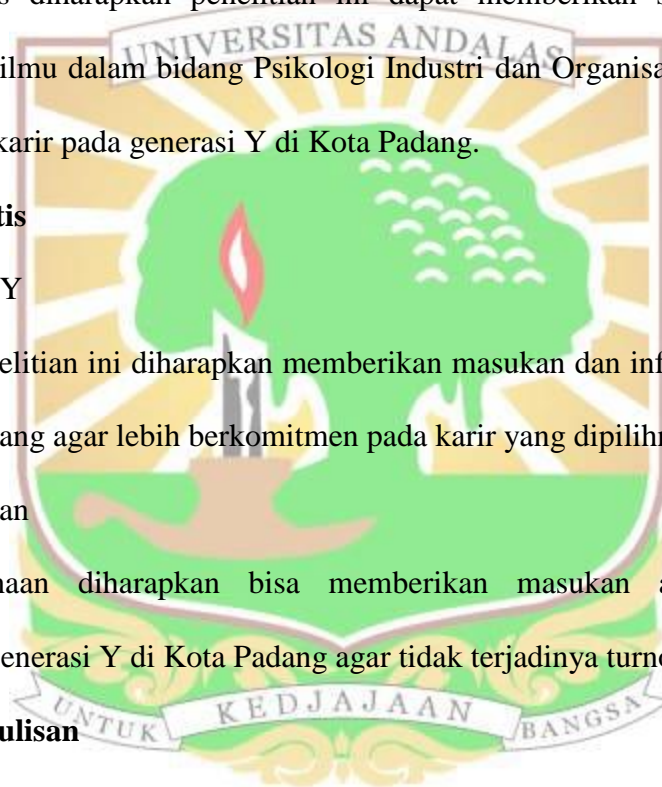 diharapkan penelitian ini dapat memberikan
UNIVERSITAS ANDALAS
ilmu dalam bidang Psikologi Industri dan Organisa
karir pada generasi Y di Kota Padang.
tis
Y
elitian ini diharapkan memberikan masukan dan inf
ang agar lebih berkomitmen pada karir yang dipilihn
an
naan diharapkan bisa memberikan masukan a
generasi Y di Kota Padang agar tidak terjadinya turno
UNTUK KEDJAJAAN BANGSA
ulisan